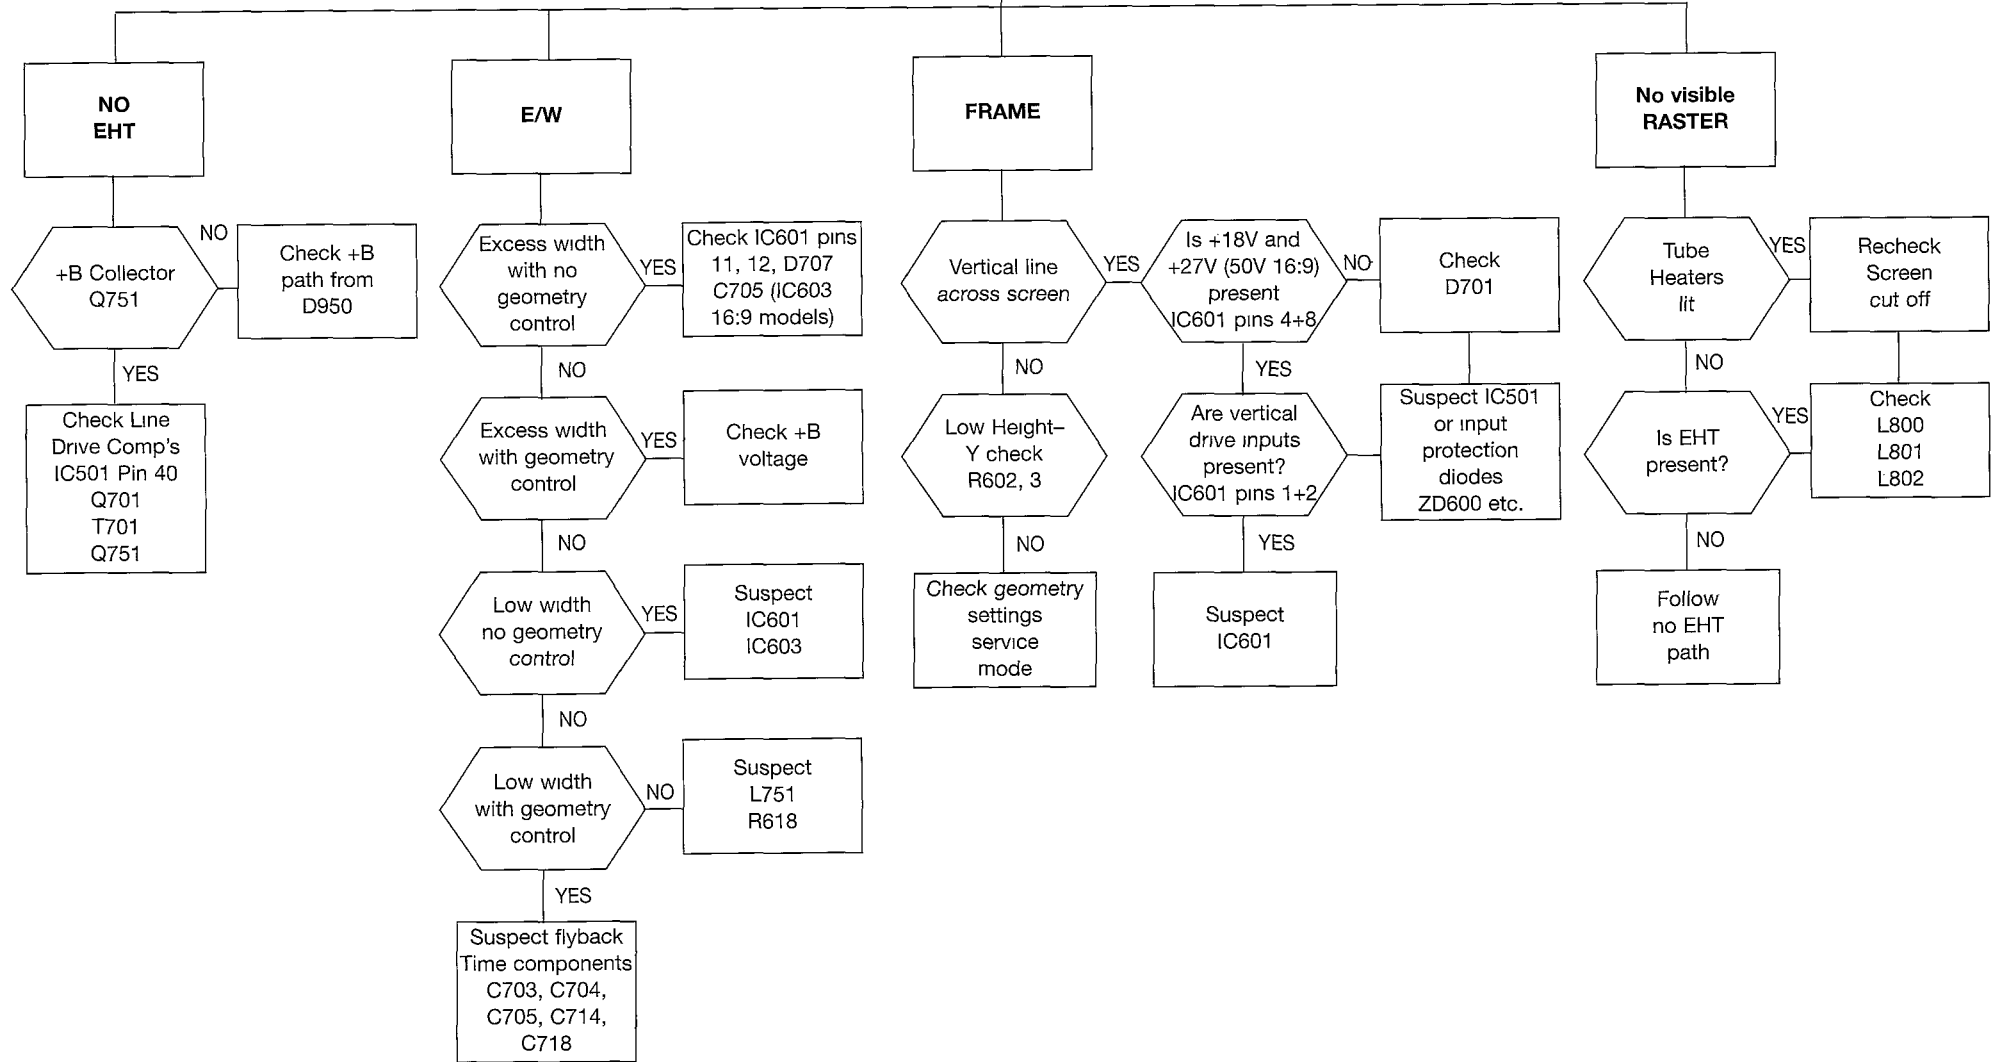 NO
EHT
+B Collector
Q751
NO
Check +B
path from
D950
YES
Check Line
Drive Comp's
IC501 Pin 40
Q701
T701
Q751
E/W
Excess width
with no
geometry
control
YES
Check IC601 pins
11, 12, D707
C705 (IC603
16:9 models)
NO
Excess width
with geometry
control
YES
Check +B
voltage
NO
Low width
no geometry
control
YES
Suspect
IC601
IC603
NO
Low width
with geometry
control
NO
Suspect
L751
R618
YES
Suspect flyback
Time components
C703, C704,
C705, C714,
C718
FRAME
Vertical line
across screen
YES
Is +18V and
+27V (50V 16:9)
present
IC601 pins 4+8
NO
Check
D701
NO
Low Height–
Y check
R602, 3
YES
Are vertical
drive inputs
present?
IC601 pins 1+2
Suspect IC501
or input
protection
diodes
ZD600 etc.
NO
Check geometry
settings
service
mode
YES
Suspect
IC601
No visible
RASTER
Tube
Heaters
lit
YES
Recheck
Screen
cut off
NO
Is EHT
present?
YES
Check
L800
L801
L802
NO
Follow
no EHT
path